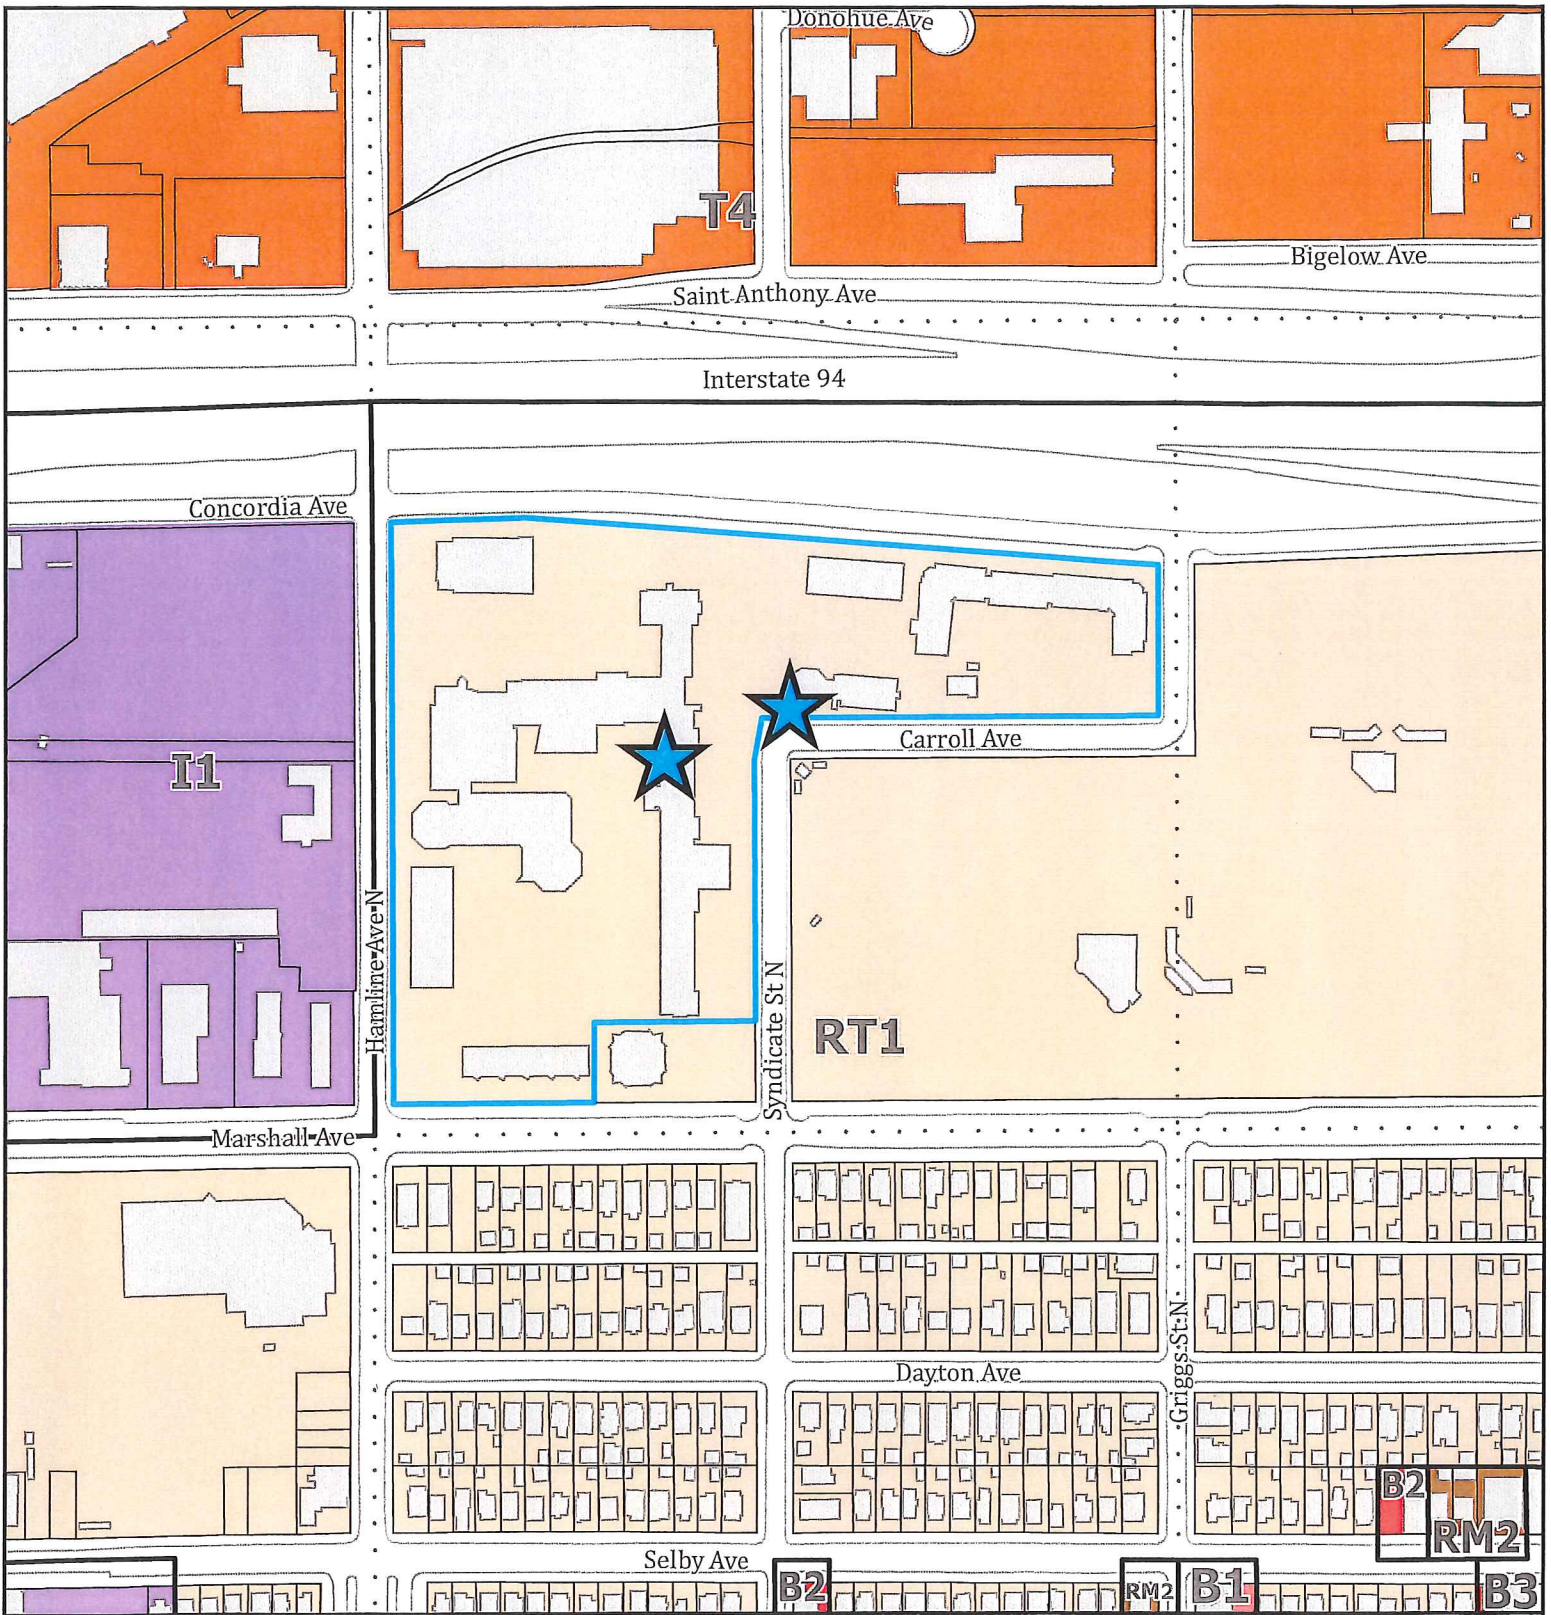 Donohue Ave
T4
Bigelow Ave
Saint Anthony Ave
Interstate 94
Concordia Ave
Carroll Ave
I1
Hamline Ave N
Syndicate St N
RT1
Marshall Ave
Dayton Ave
Griggs St N
B2
RM2
Selby Ave
B2
RM2
B1
B3